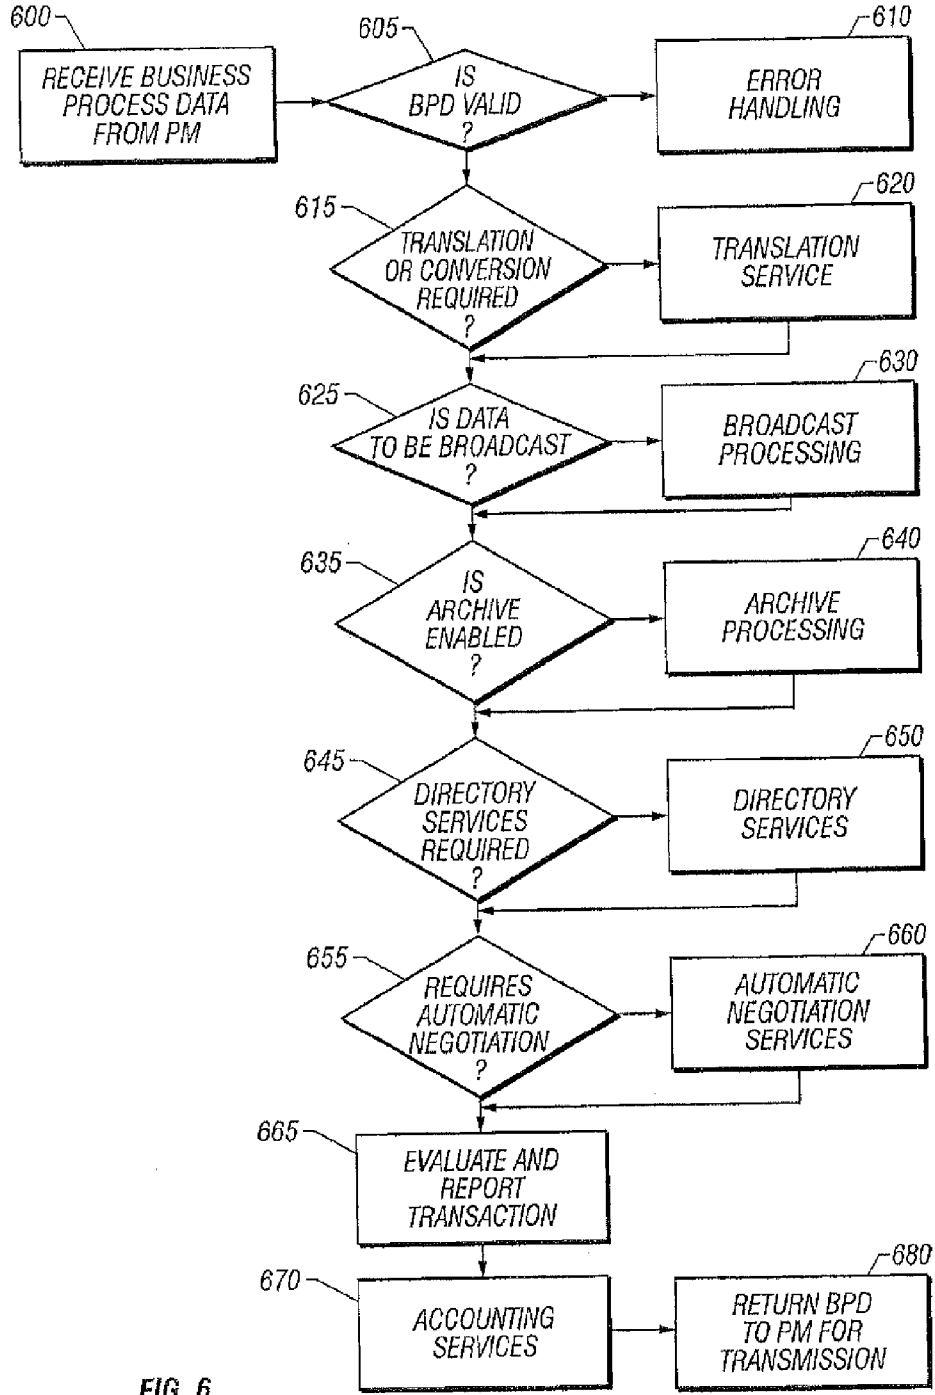 600
605
610
RECEIVE BUSINESS
PROCESS DATA
FROM PM
IS
BPD VALID
?
ERROR
HANDLING
615
620
TRANSLATION
OR CONVERSION
REQUIRED
?
TRANSLATION
SERVICE
625
630
IS DATA
TO BE BROADCAST
?
BROADCAST
PROCESSING
635
640
IS
ARCHIVE
ENABLED
?
ARCHIVE
PROCESSING
645
650
DIRECTORY
SERVICES
REQUIRED
?
DIRECTORY
SERVICES
655
660
REQUIRES
AUTOMATIC
NEGOTIATION
?
AUTOMATIC
NEGOTIATION
SERVICES
665
EVALUATE AND
REPORT
TRANSACTION
670
680
ACCOUNTING
SERVICES
RETURN BPD
TO PM FOR
TRANSMISSION
FIG. 6